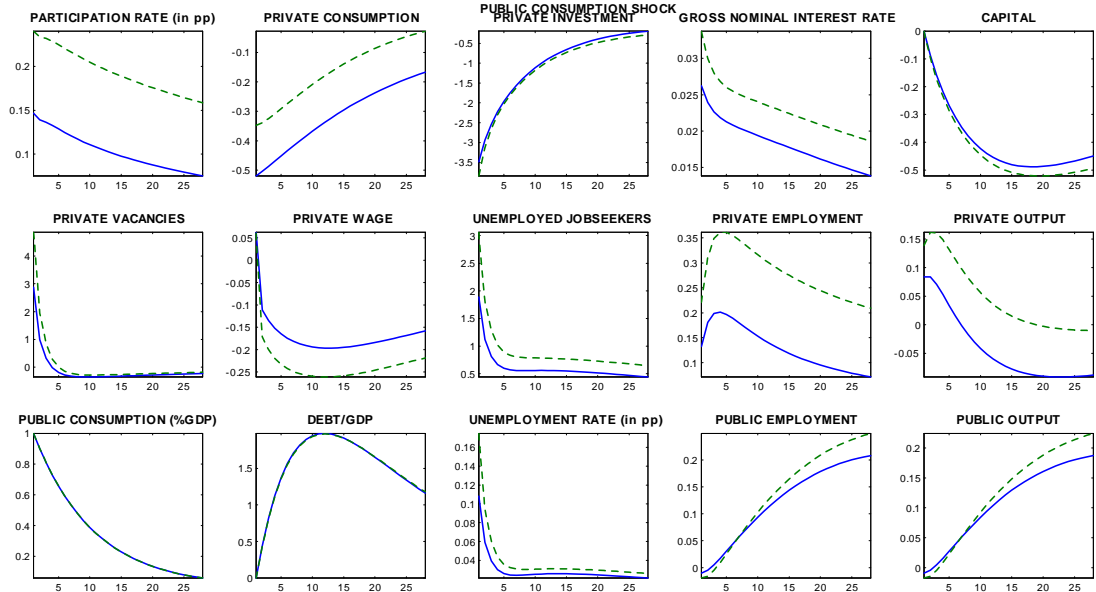 PUBLIC CONSUMPTION SHOCK
PARTICIPATION RATE (in pp) PRIVATE CONSUMPTION PRIVATE INVESTMENT GROSS NOMINAL INTEREST RATE CAPITAL
0.2 -0.1 -0.5 0.03 0
0.15 -0.2 -1 0.025 -0.1
0.1 -0.3 -1.5 0.02 -0.2
-0.4 -2 0.015 -0.3
-0.5 -2.5 -0.4
-3 -0.5
-3.5
5 10 15 20 25 5 10 15 20 25 5 10 15 20 25 5 10 15 20 25 5 10 15 20 25
PRIVATE VACANCIES PRIVATE WAGE UNEMPLOYED JOBSEEKERS PRIVATE EMPLOYMENT PRIVATE OUTPUT
4 0.05 3 0.35 0.15
3 0 2.5 0.3 0.1
2 -0.05 2 0.25 0.05
1 -0.1 1.5 0.2 0
0 -0.15 1 0.15 -0.05
-0.2 0.5 0.1
-0.25
5 10 15 20 25 5 10 15 20 25 5 10 15 20 25 5 10 15 20 25 5 10 15 20 25
PUBLIC CONSUMPTION (%GDP) DEBT/GDP UNEMPLOYMENT RATE (in pp) PUBLIC EMPLOYMENT PUBLIC OUTPUT
1 1.5 0.16 0.2 0.2
0.8 1 0.14 0.15 0.15
0.6 0.5 0.12 0.1 0.1
0.4 0 0.1 0.05 0.05
0.2 0.08 0 0
0.06
0.04
5 10 15 20 25 5 10 15 20 25 5 10 15 20 25 5 10 15 20 25 5 10 15 20 25